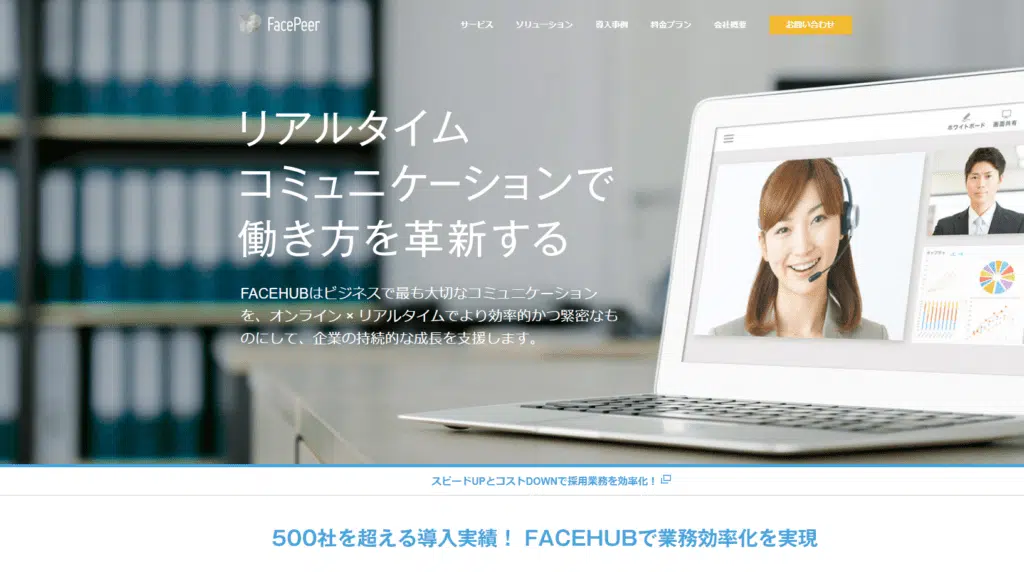 FacePeer
サービス
ソリューション
導入事例
料金プラン
会社概要
お問い合わせ
リアルタイム
コミュニケーションで
働き方を革新する
FACEHUBはビジネスで最も大切なコミュニケーション
を、オンライン × リアルタイムでより効率的かつ緊密なも
のにして、企業の持続的な成長を支援します。
ホワイトボード
画面共有
スピードUPとコストDOWNで採用業務を効率化！
500社を超える導入実績！ FACEHUBで業務効率化を実現